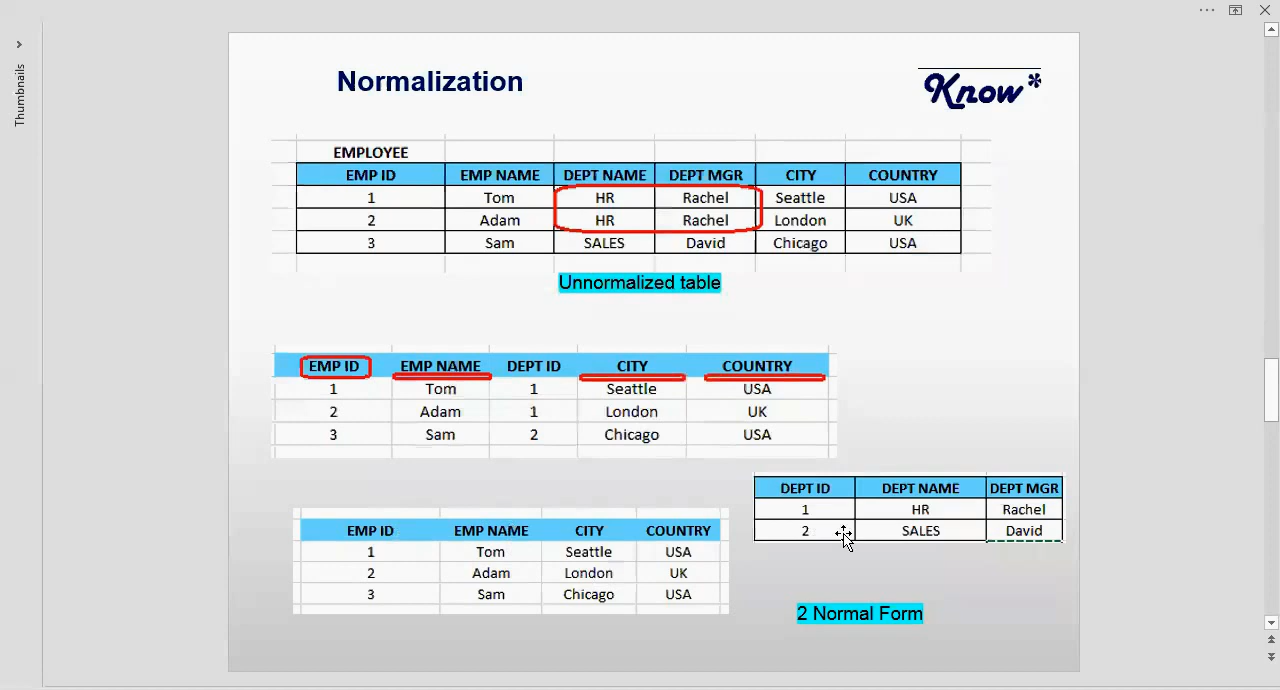 Thumbnails
Normalization
Know*
EMPLOYEE
EMP ID EMP NAME DEPT NAME DEPT MGR CITY COUNTRY
1 Tom HR Rachel Seattle USA
2 Adam HR Rachel London UK
3 Sam SALES David Chicago USA
Unnormalized table
EMP ID EMP NAME DEPT ID CITY COUNTRY
1 Tom 1 Seattle USA
2 Adam 1 London UK
3 Sam 2 Chicago USA
DEPT ID DEPT NAME DEPT MGR
1 HR Rachel
2 SALES David
EMP ID EMP NAME CITY COUNTRY
1 Tom Seattle USA
2 Adam London UK
3 Sam Chicago USA
2 Normal Form